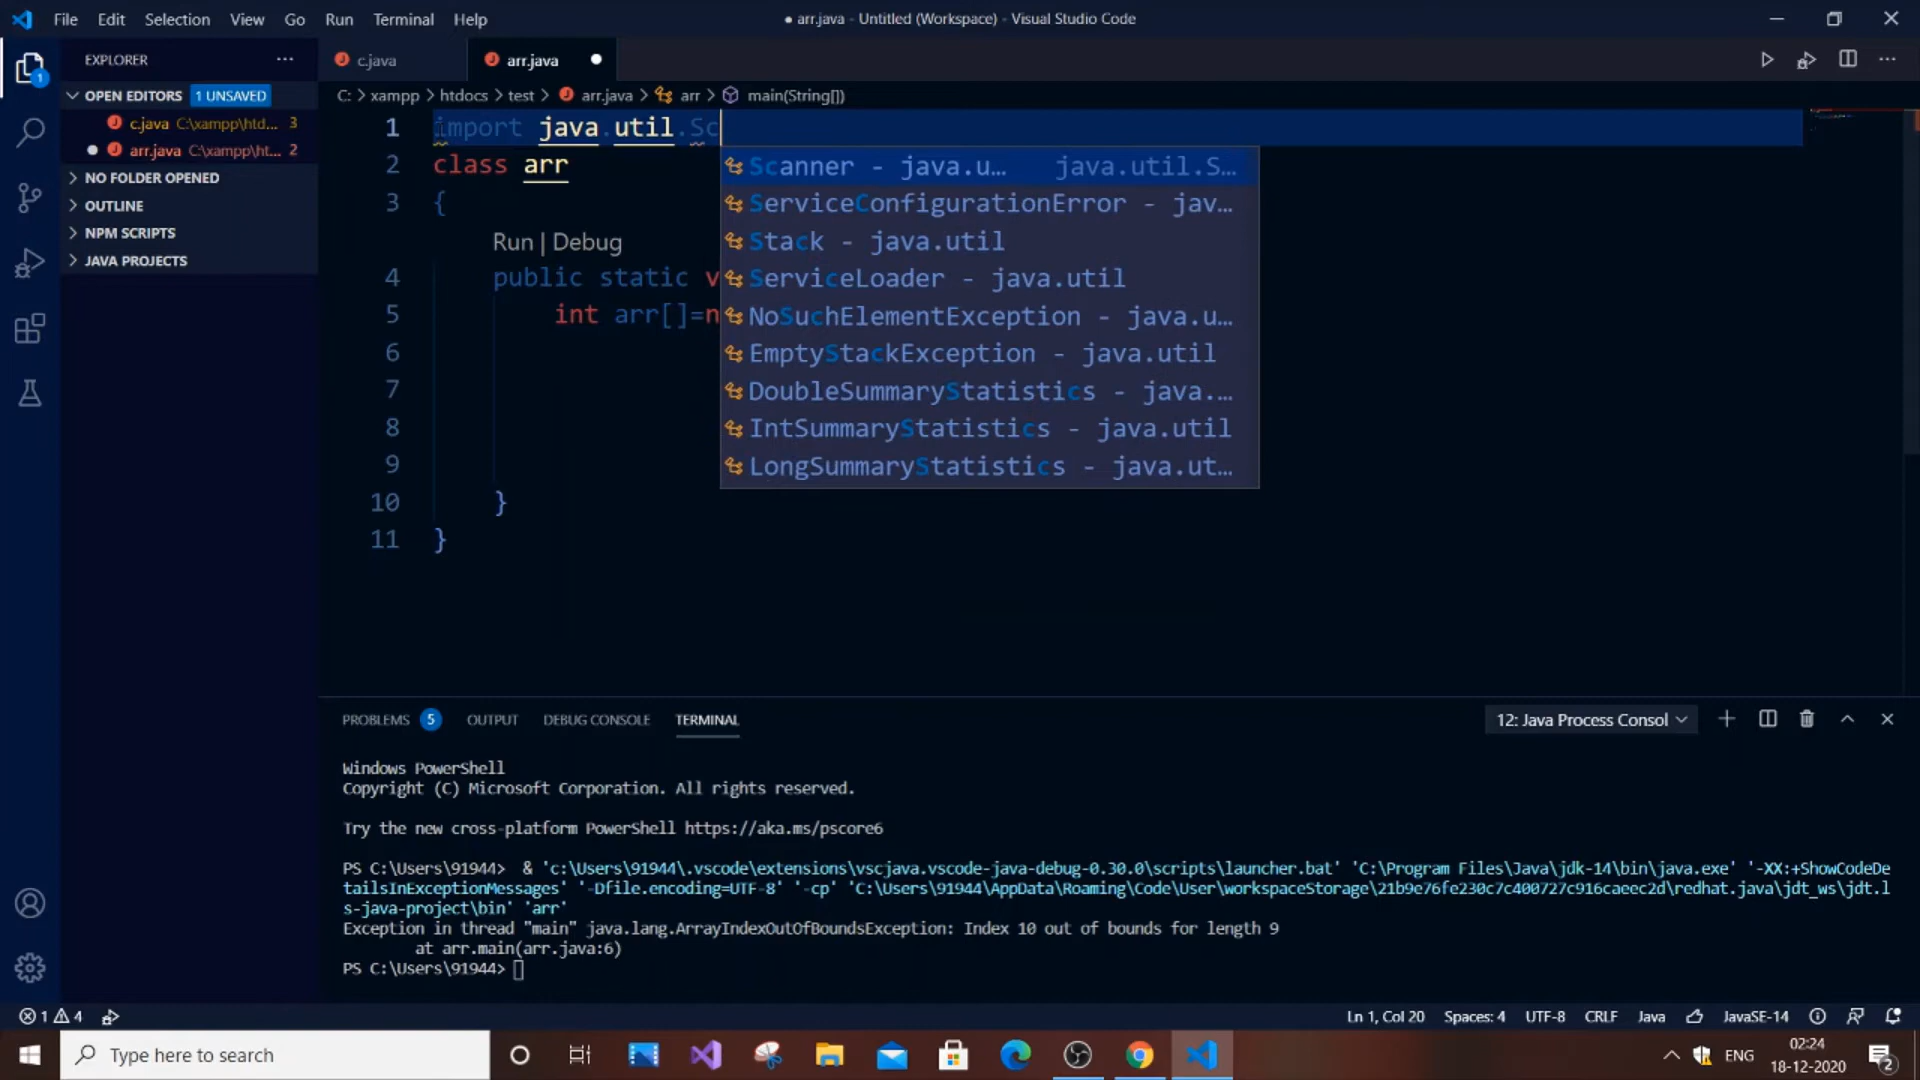 File Edit Selection View Go Run Terminal Help
● arr.java - Untitled (Workspace) - Visual Studio Code
EXPLORER
1
OPEN EDITORS 1 UNSAVED
c.java C:\xampp\htd... 3
arr.java C:\xampp\ht... 2
NO FOLDER OPENED
OUTLINE
NPM SCRIPTS
JAVA PROJECTS
c.java
arr.java
C: > xampp > htdocs > test > arr.java > arr > main(String[])
1 import java.util.Sc
2 class arr
3 {
Run | Debug
4 public static v
5 int arr[]=n
6
7
8
9
10 }
11 }
Scanner - java.u... java.util.S...
ServiceConfigurationError - jav...
Stack - java.util
ServiceLoader - java.util
NoSuchElementException - java.u...
EmptyStackException - java.util
DoubleSummaryStatistics - java....
IntSummaryStatistics - java.util
LongSummaryStatistics - java.ut...
PROBLEMS 5 OUTPUT DEBUG CONSOLE TERMINAL
12: Java Process Consol
Windows PowerShell
Copyright (C) Microsoft Corporation. All rights reserved.
Try the new cross-platform PowerShell https://aka.ms/pscore6
PS C:\Users\91944>  & 'c:\Users\91944\.vscode\extensions\vscjava.vscode-java-debug-0.30.0\scripts\launcher.bat' 'C:\Program Files\Java\jdk-14\bin\java.exe' '-XX:+ShowCodeDe
tailsInExceptionMessages' '-Dfile.encoding=UTF-8' '-cp' 'C:\Users\91944\AppData\Roaming\Code\User\workspaceStorage\21b9e76fe230c7c400727c916caeec2d\redhat.java\jdt_ws\jdt.l
s-java-project\bin' 'arr'
Exception in thread "main" java.lang.ArrayIndexOutOfBoundsException: Index 10 out of bounds for length 9
at arr.main(arr.java:6)
PS C:\Users\91944>
1 4
Ln 1, Col 20 Spaces: 4 UTF-8 CRLF Java JavaSE-14
Type here to search
ENG
02:24
18-12-2020
2